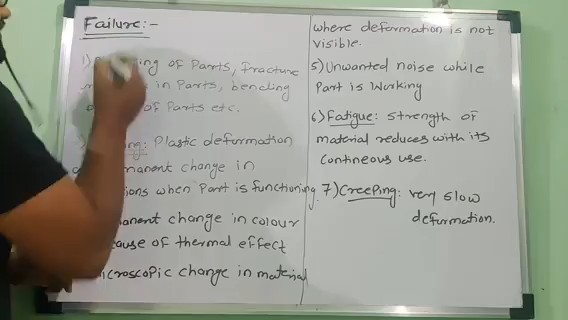 Failure:-
1) ing of Parts, Fracture
in Parts, bending
of Parts etc.
ng: Plastic deformation
manent change in
ions when Part is functioning.
anent change in colour
cause of thermal effect
icroscopic change in material
where deformation is not
visible.
5) Unwanted noise while
Part is Working
6) Fatigue: Strength of
material reduces with its
contineous use.
7) Creeping: very slow
deformation.